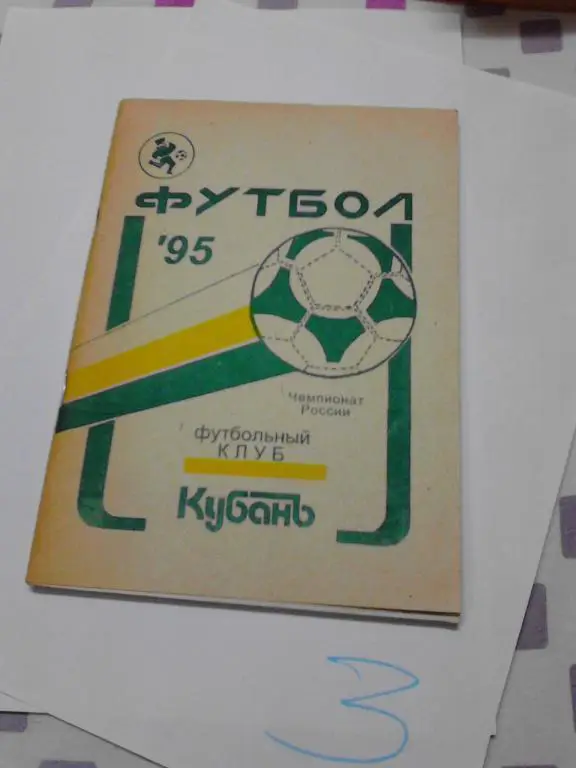 ФУТБОЛ
'95
Чемпионат
России
футбольный
КЛУБ
Кубань
3